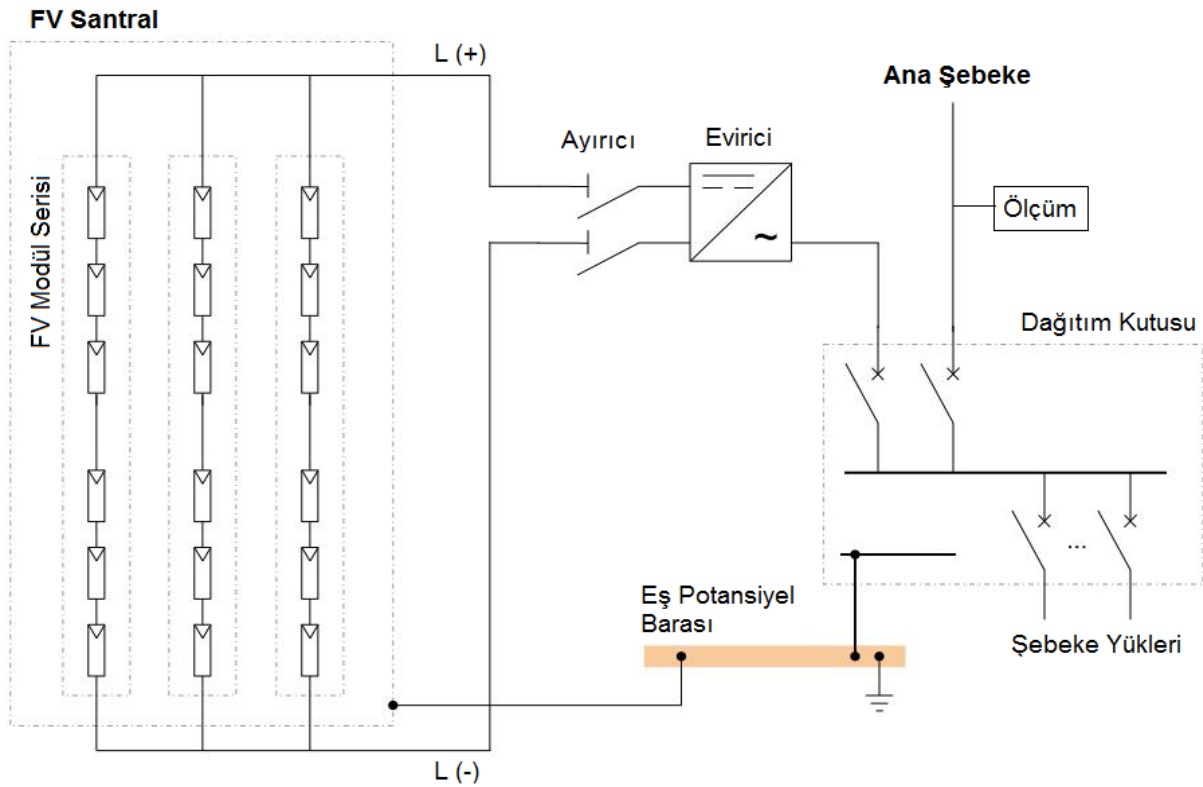 FV Santral
L (+)
Ana Şebeke
Ayırıcı
Evirici
Ölçüm
FV Modül Serisi
~
Dağıtım Kutusu
...
Eş Potansiyel
Barası
Şebeke Yükleri
L (-)